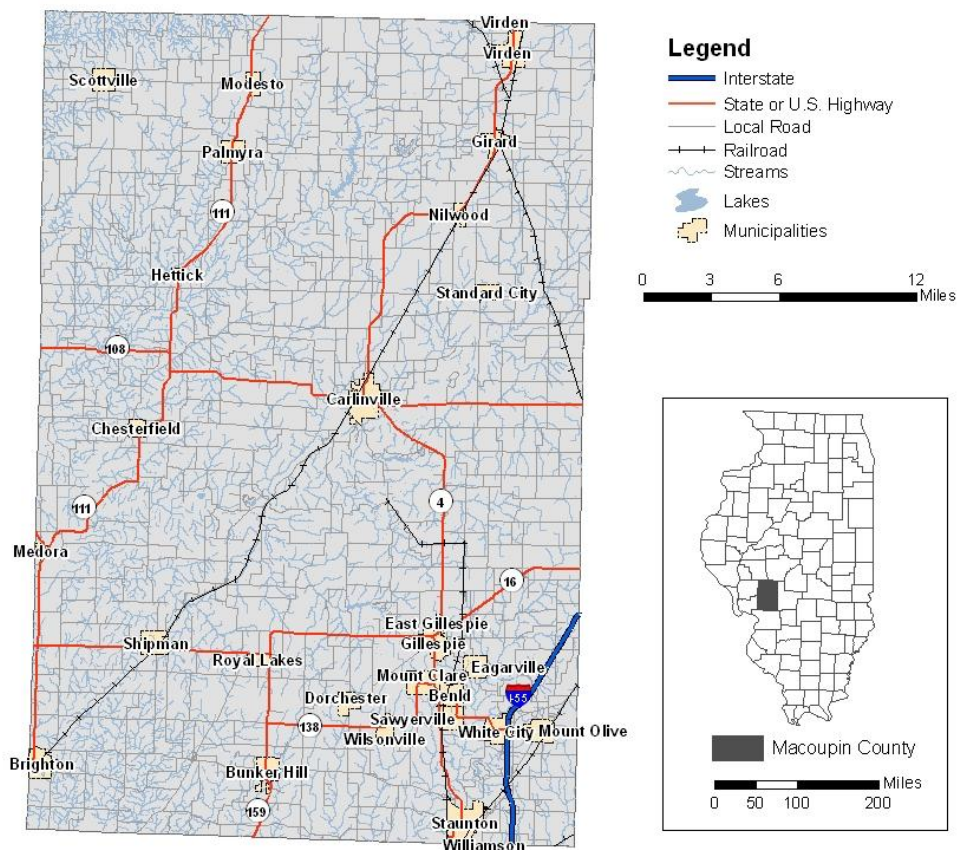 Virden
Virden
Scottville
Modesto
Girard
Palmyra
111
Nilwood
Hettick
Standard City
108
Carlinville
Chesterfield
4
111
Medora
16
East Gillespie
Gillespie
Shipman
Royal Lakes
Eagarville
Mount Clare
Benld
I-55
Dorchester
Sawyerville
138
Wilsonville
White City
Mount Olive
Brighton
Bunker Hill
159
Staunton
Williamson
Legend
Interstate
State or U.S. Highway
Local Road
Railroad
Streams
Lakes
Municipalities
0 3 6 12
Miles
Macoupin County
Miles
0 50 100 200